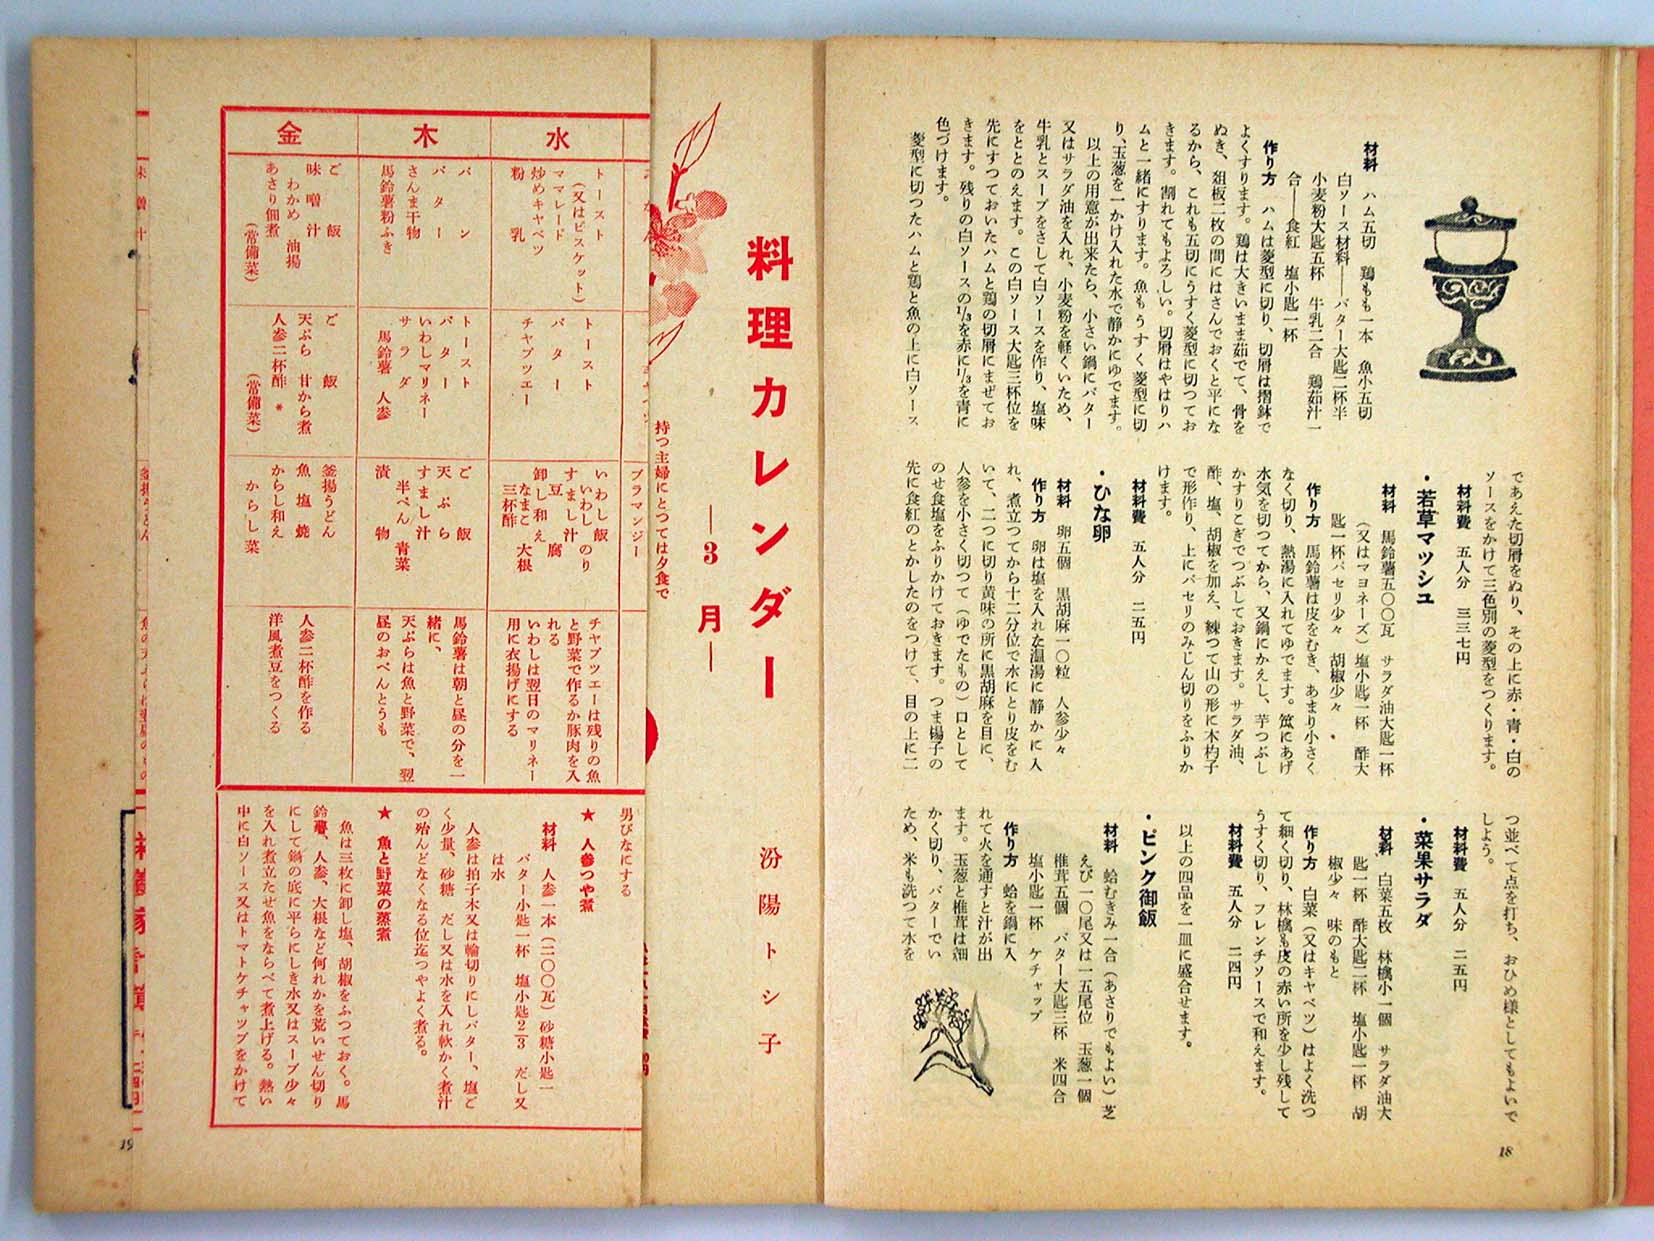 材料　ハム五切　鶏もも一本　魚小五切
白ソース材料――バター大匙二杯半
小麦粉大匙五杯　牛乳二合　鶏茹汁一
合――食紅　塩小匙一杯
作り方　ハムは菱型に切り、切屑は摺鉢で
よくすります。鶏は大きいまま茹でて、骨を
ぬき、爼板二枚の間にはさんでおくと平にな
るから、これも五切にうすく菱型に切つてお
きます。割れてもよろしい。切屑はやはりハ
ムと一緒にすります。魚もうすく菱型に切
り、玉葱を一かけ入れた水で静かにゆでます。
以上の用意が出来たら、小さい鍋にバター
又はサラダ油を入れ、小麦粉を軽くいため、
牛乳とスープをさして白ソースを作り、塩味
をととのえます。この白ソース大匙三杯位を
先にすつておいたハムと鶏の切屑にまぜてお
きます。残りの白ソースの1/3を赤に1/3を青に
色づけます。
菱型に切つたハムと鶏と魚の上に白ソース
であえた切屑をぬり、その上に赤・青・白の
ソースをかけて三色別の菱型をつくります。
材料費　五人分　三三七円
・若草マッシュ
材料　馬鈴薯五〇〇瓦　サラダ油大匙一杯
（又はマヨネーズ）塩小匙一杯　酢大
匙一杯パセリ少々　胡椒少々
作り方　馬鈴薯は皮をむき、あまり小さく
なく切り、熱湯に入れてゆでます。笊にあげ
水気を切つてから、又鍋にかえし、芋つぶし
かすりこぎでつぶしておきます。サラダ油、
酢、塩、胡椒を加え、練つて山の形に木杓子
で形作り、上にパセリのみじん切りをふりか
けます。
材料費　五人分　二五円
・ひな卵
材料　卵五個　黒胡麻一〇粒　人参少々
作り方　卵は塩を入れた温湯に静かに入
れ、煮立つてから十二分位で水にとり皮をむ
いて、二つに切り黄味の所に黒胡麻を目に、
人参を小さく切つて（ゆでたもの）口として
のせ食塩をふりかけておきます。つま楊子の
先に食紅のとかしたのをつけて、目の上に二
つ並べて点を打ち、おひめ様としてもよいで
しよう。
材料費　五人分　二五円
・菜果サラダ
材料　白菜五枚　林檎小一個　サラダ油大
匙一杯　酢大匙二杯　塩小匙一杯　胡
椒少々　味のもと
作り方　白菜（又はキャベツ）はよく洗つ
て細く切り、林檎も皮の赤い所を少し残して
うすく切り、フレンチソースで和えます。
材料費　五人分　二四円
以上の四品を一皿に盛合せます。
・ピンク御飯
材料　蛤むきみ一合（あさりでもよい）芝
えび一〇尾又は一五尾位　玉葱一個
椎茸五個　バター大匙三杯　米四合
塩小匙一杯　ケチャップ
作り方　蛤を鍋に入
れて火を通すと汁が出
ます。玉葱と椎茸は細
かく切り、バターでい
ため、米も洗つて水を
18
料理カレンダー
―3月―
汾陽トシ子
持つ主婦にとつては夕食で
ブラマンジー
水
トースト
（又はビスケット）
ママレード
炒めキヤベツ
粉乳
トースト
バター
チヤプツエー
いわし飯
いわし　のり
すまし汁
豆腐
卸し和え
なまこ　大根
三杯酢
チヤプツエーは残りの魚
と野菜で作るか豚肉を入
れる
いわしは翌日のマリネー
用に衣揚げにする
木
パン
バター
さんま干物
馬鈴薯粉ふき
トースト
バター
いわしマリネー
サラダ
馬鈴薯　人参
ご飯
天ぷら
すまし汁
半ぺん　青菜
漬物
馬鈴薯は朝と昼の分を一
緒に、
天ぷらは魚と野菜で、翌
昼のおべんとうも
金
ご飯
味噌汁
わかめ　油揚
あさり佃煮
（常備菜）
ご飯
天ぷら　甘から煮
人参二杯酢＊
（常備菜）
釜揚うどん
魚塩焼
からし和え
からし菜
人参二杯酢を作る
洋風煮豆をつくる
男びなにする
★　人参つや煮
材料　人参一本（二〇〇瓦）砂糖小匙一
バター小匙一杯　塩小匙2/3　だし又
は水
人参は拍子木又は輪切りにしバター、塩ご
く少量、砂糖　だし又は水を入れ軟かく煮汁
の殆んどなくなる位迄つやよく煮る。
★　魚と野菜の蒸煮
魚は三枚に卸し塩、胡椒をふつておく。馬
鈴薯、人参、大根など何れかを荒いせん切り
にして鍋の底に平らにしき水又はスープ少々
を入れ煮立たせ魚をならべて煮上げる。熱い
中に白ソース又はトマトケチャップをかけて
釜揚うどん
19